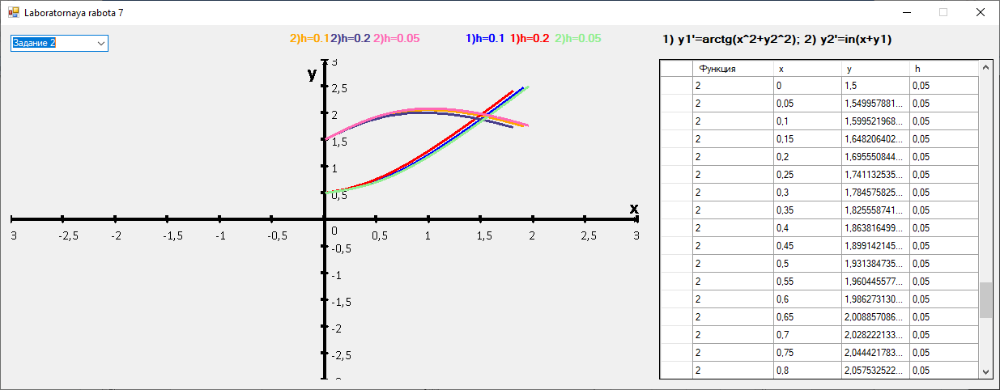 Laboratornaya rabota 7
Задание 2
2)h=0.1 2)h=0.2 2)h=0.05 1)h=0.1 1)h=0.2 2)h=0.05
1) y1'=arctg(x^2+y2^2); 2) y2'=in(x+y1)
y
3
2,5
2
1,5
1
0,5
x
3 -2,5 -2 -1,5 -1 -0,5 0 0,5 1 1,5 2 2,5 3
-0,5
-1
-1,5
-2
-2,5
Функция x y h
2 0 1,5 0,05
2 0,05 1,549957881... 0,05
2 0,1 1,599521968... 0,05
2 0,15 1,648206402... 0,05
2 0,2 1,695550844... 0,05
2 0,25 1,741132535... 0,05
2 0,3 1,784575825... 0,05
2 0,35 1,825558741... 0,05
2 0,4 1,863816499... 0,05
2 0,45 1,899142145... 0,05
2 0,5 1,931384735... 0,05
2 0,55 1,960445577... 0,05
2 0,6 1,986273130... 0,05
2 0,65 2,008857086... 0,05
2 0,7 2,028222133... 0,05
2 0,75 2,044421783... 0,05
2 0,8 2,057532522... 0,05